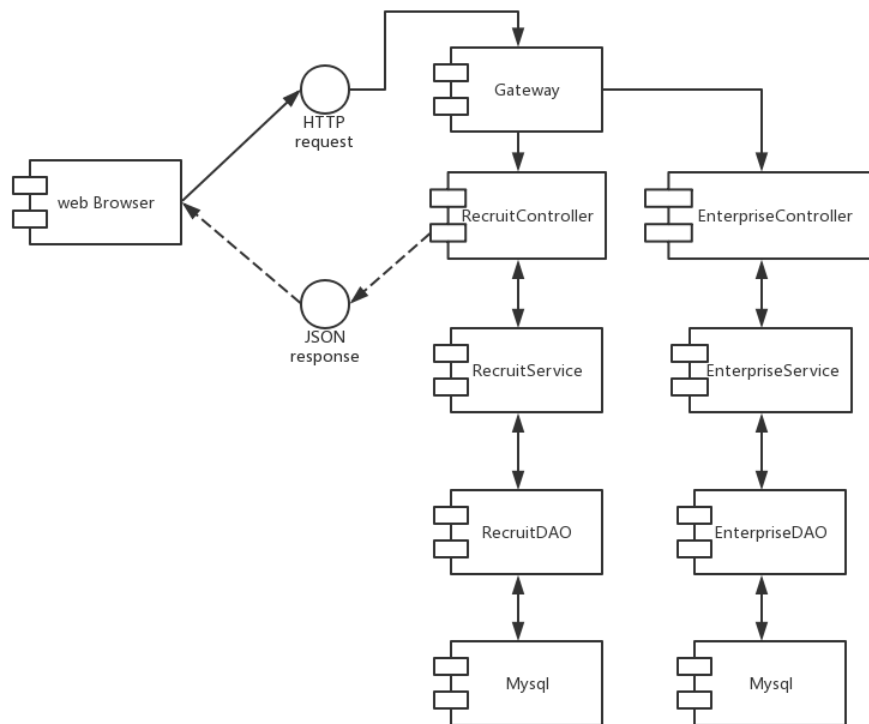 Gateway
HTTP
request
web Browser
RecruitController
EnterpriseController
JSON
response
RecruitService
EnterpriseService
RecruitDAO
EnterpriseDAO
Mysql
Mysql